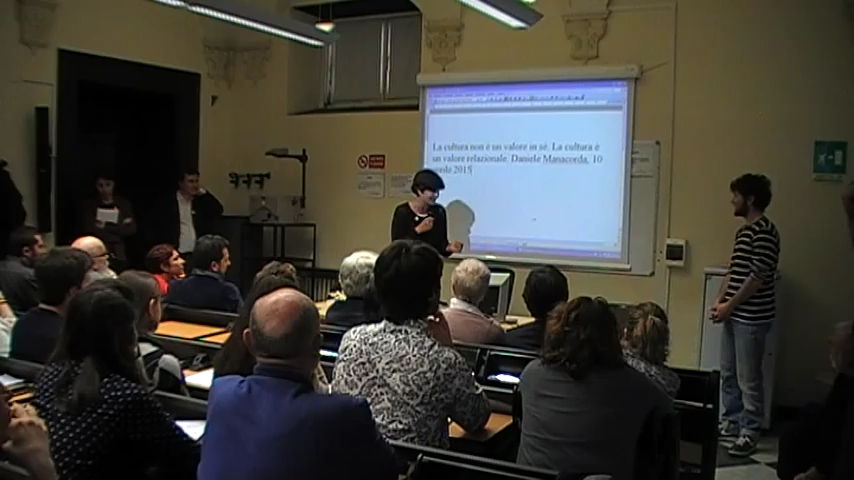 La cultura non è un valore in sé. La cultura è
un valore relazionale. Daniele Manacorda, 10
aprile 2015